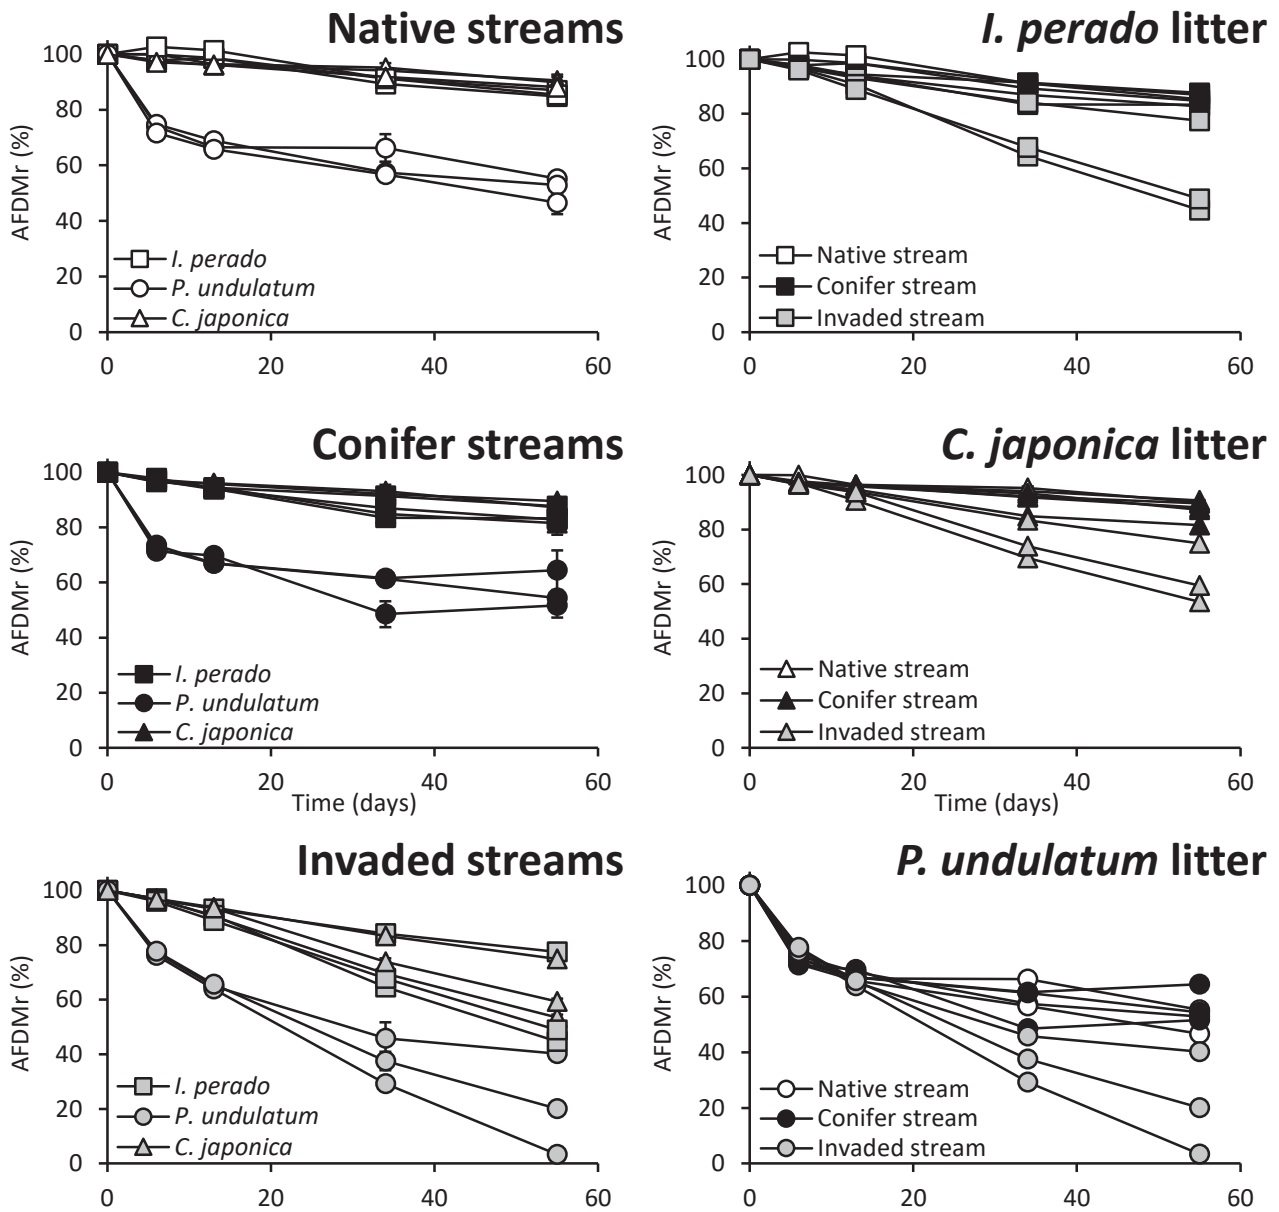 Native streams
100
80
60
40
20
0
AFDMr (%)
I. perado
P. undulatum
C. japonica
0 20 40 60
I. perado litter
100
80
60
40
20
0
AFDMr (%)
Native stream
Conifer stream
Invaded stream
0 20 40 60
Conifer streams
100
80
60
40
20
0
AFDMr (%)
I. perado
P. undulatum
C. japonica
0 20 40 60
Time (days)
C. japonica litter
100
80
60
40
20
0
AFDMr (%)
Native stream
Conifer stream
Invaded stream
0 20 40 60
Time (days)
Invaded streams
100
80
60
40
20
0
AFDMr (%)
I. perado
P. undulatum
C. japonica
0 20 40 60
P. undulatum litter
100
80
60
40
20
0
AFDMr (%)
Native stream
Conifer stream
Invaded stream
0 20 40 60